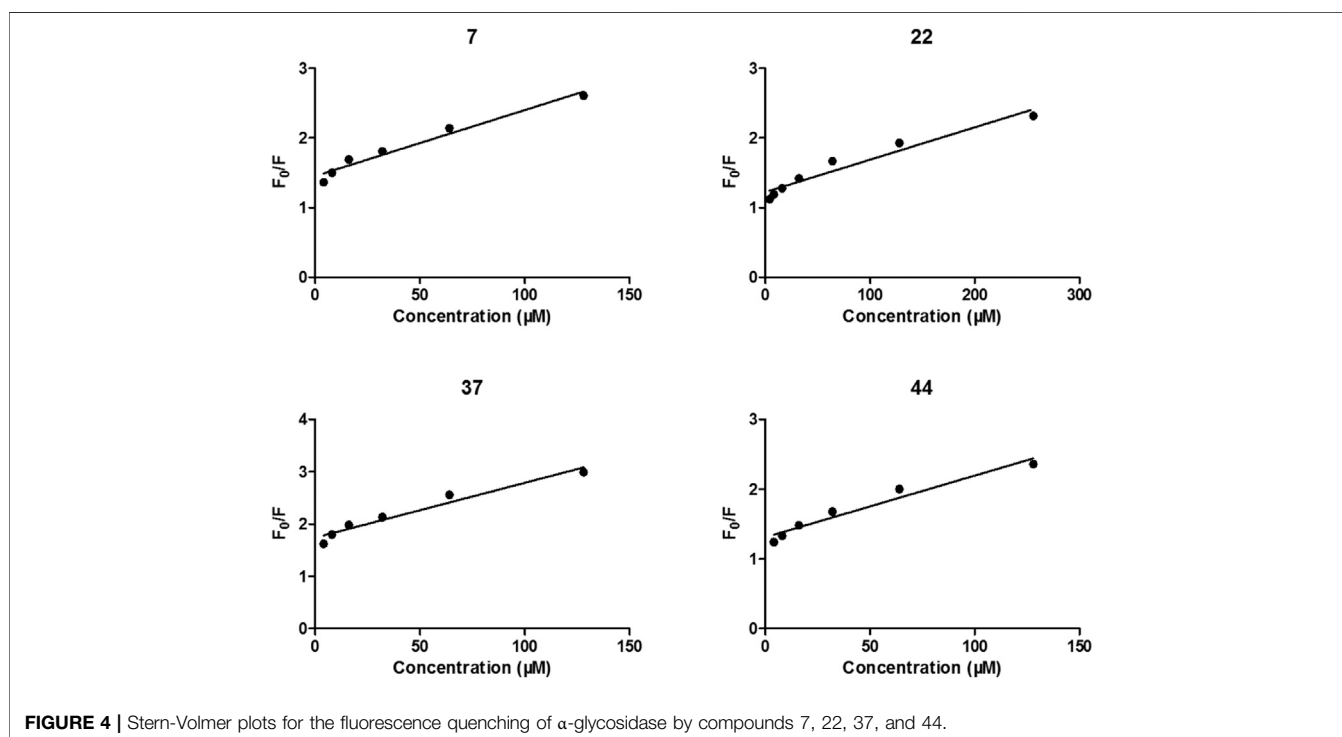 7
3
2
1
0
F0/F
0 50 100 150
Concentration (µM)
22
3
2
1
0
F0/F
0 100 200 300
Concentration (µM)
37
4
3
2
1
0
F0/F
0 50 100 150
Concentration (µM)
44
3
2
1
0
F0/F
0 50 100 150
Concentration (µM)
FIGURE 4 | Stern-Volmer plots for the fluorescence quenching of α-glycosidase by compounds 7, 22, 37, and 44.